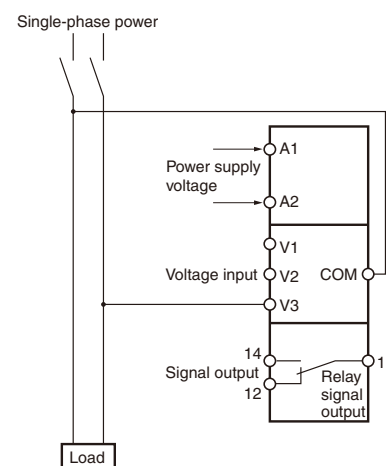 Single-phase power
A1
Power supply
voltage
A2
V1
Voltage input
V2
COM
V3
14
1
Signal output
Relay
signal
output
12
Load